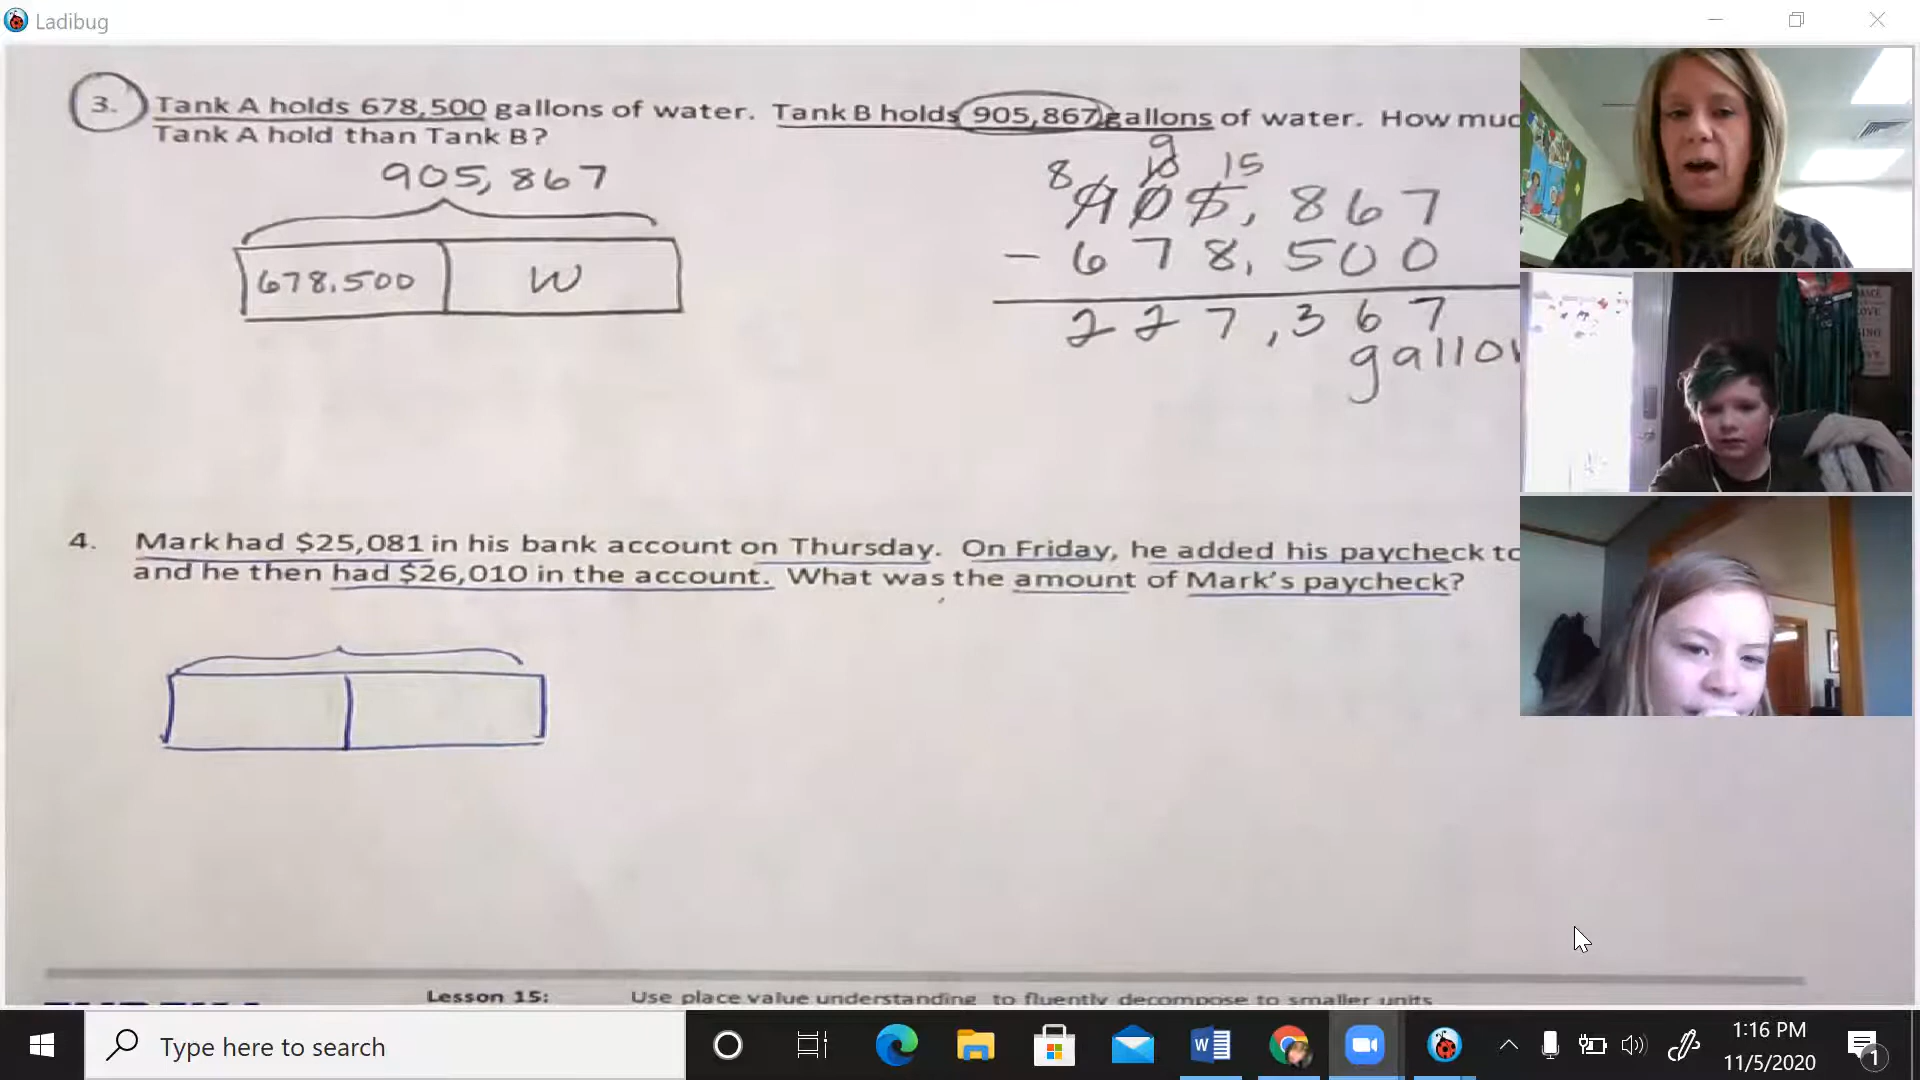 Ladibug
3. Tank A holds 678,500 gallons of water. Tank B holds 905,867 gallons of water. How
Tank A hold than Tank B?
905,867
678,500 W
8 9 10 15
905,867
- 678,500
227,367
4. Mark had $25,081 in his bank account on Thursday. On Friday, he added his paycheck
and he then had $26,010 in the account. What was the amount of Mark's paycheck?
Lesson 15: Use place value understanding to fluently decompose to smaller units
Type here to search
1:16 PM
11/5/2020
1